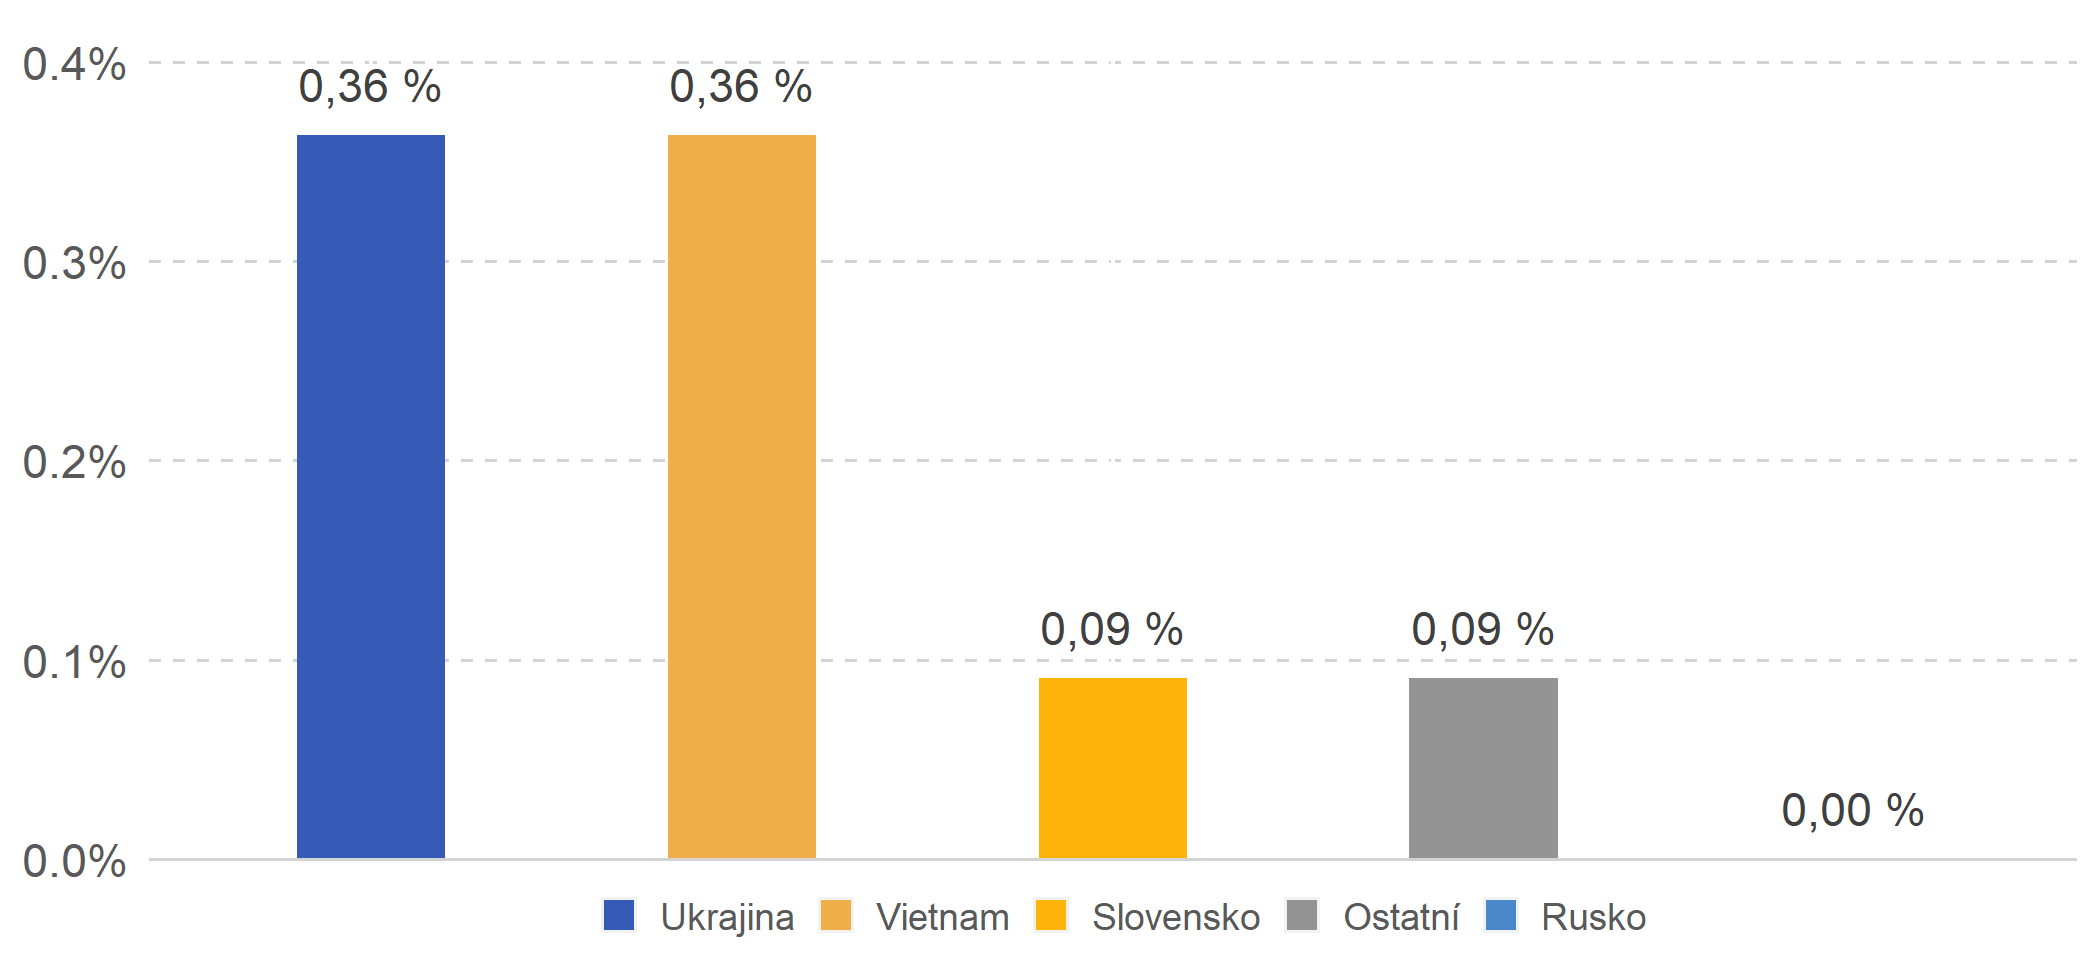 0.4%
0,36 % 0,36 %
0.3%
0.2%
0,09 % 0,09 %
0.1%
0,00 %
0.0%
Ukrajina Vietnam Slovensko Ostatní Rusko